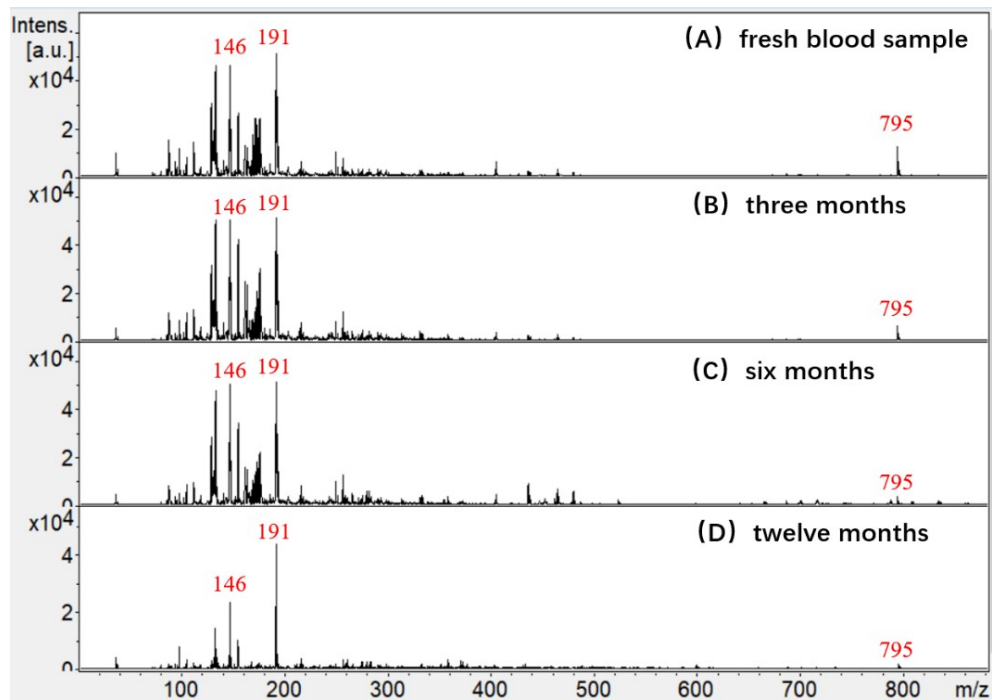 Intens.
[a.u.]
x10⁴
2
146
191
(A) fresh blood sample
795
x10⁴
4
2
0
146
191
(B) three months
795
x10⁴
4
2
0
146
191
(C) six months
795
x10⁴
4
2
0
146
191
(D) twelve months
795
100 200 300 400 500 600 700 800 m/z